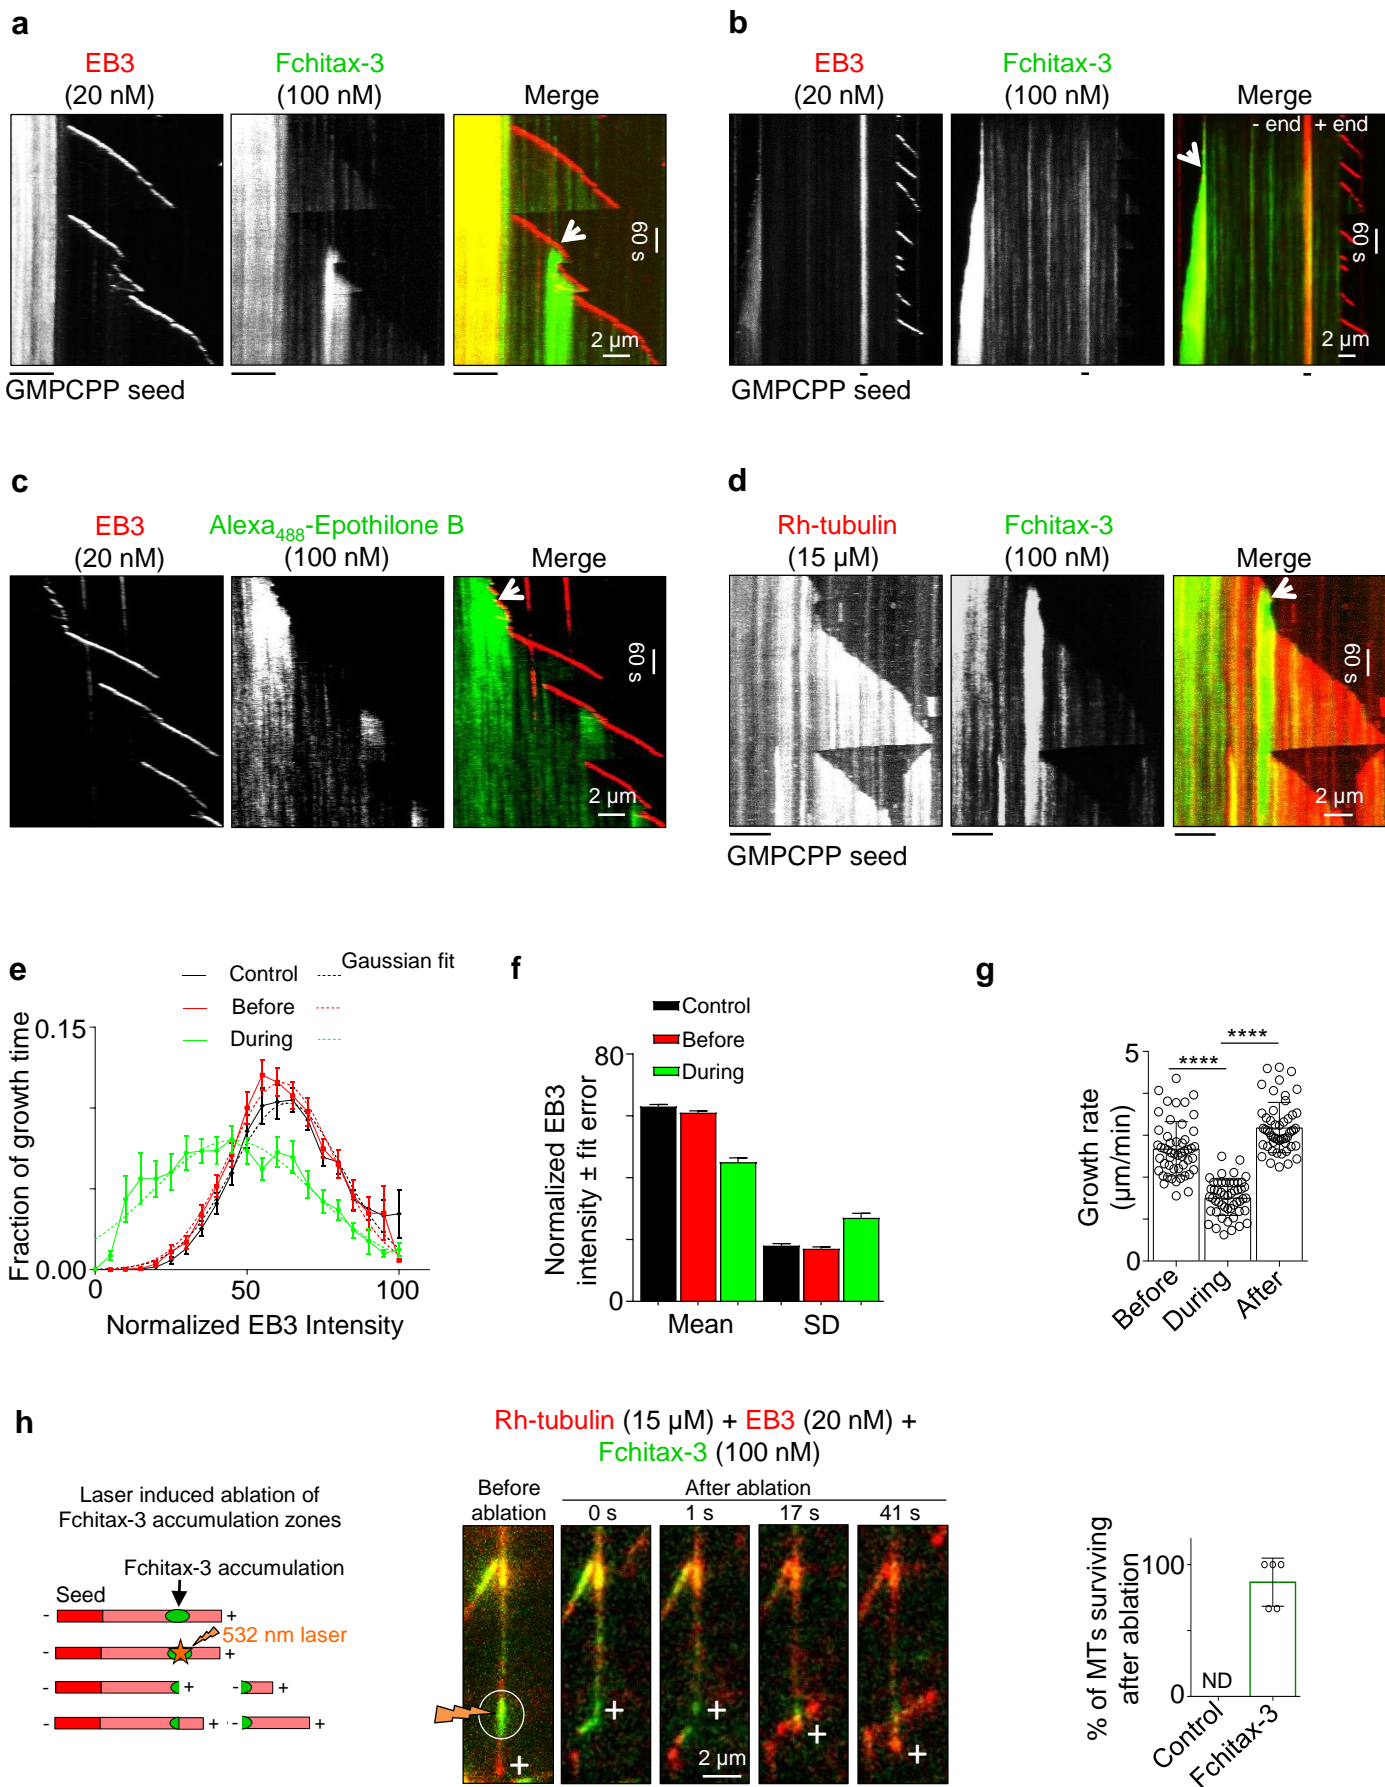 a
EB3
(20 nM)
Fchitax-3
(100 nM)
Merge
60 s
2 µm
GMPCPP seed
b
EB3
(20 nM)
Fchitax-3
(100 nM)
Merge
- end + end
60 s
2 µm
GMPCPP seed
c
EB3
(20 nM)
Alexa488-Epothilone B
(100 nM)
Merge
60 s
2 µm
d
Rh-tubulin
(15 µM)
Fchitax-3
(100 nM)
Merge
60 s
2 µm
GMPCPP seed
e
Control
Gaussian fit
Before
During
Fraction of growth time
0.15
0.00
0
50
100
Normalized EB3 Intensity
f
Control
Before
During
Normalized EB3
intensity ± fit error
80
0
Mean
SD
g
**** ****
Growth rate
(µm/min)
5
0
Before
During
After
h
Laser induced ablation of
Fchitax-3 accumulation zones
Fchitax-3 accumulation
Seed
- +
532 nm laser
- +
- + - +
- + - +
Rh-tubulin (15 µM) + EB3 (20 nM) +
Fchitax-3 (100 nM)
Before
ablation
After ablation
0 s
1 s
17 s
41 s
+ + + + +
2 µm
% of MTs surviving
after ablation
100
0
ND
Control
Fchitax-3